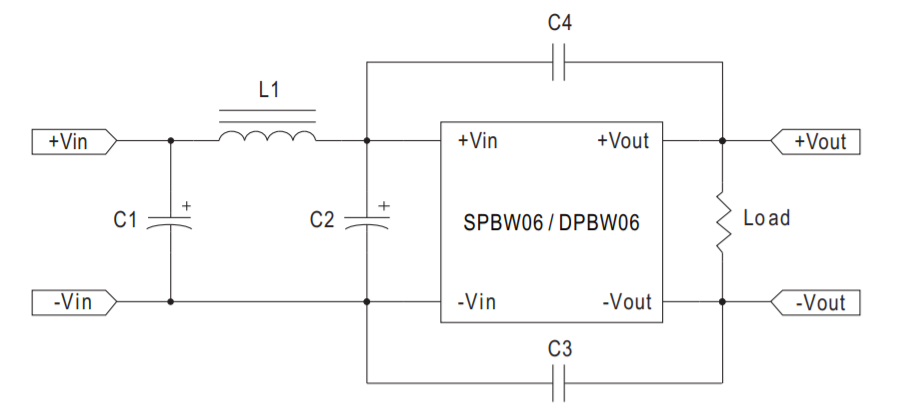 C4
L1
+Vin
+Vin
+Vout
+Vout
+
+
C1
C2
SPBW06 / DPBW06
Load
-Vin
-Vin
-Vout
-Vout
C3